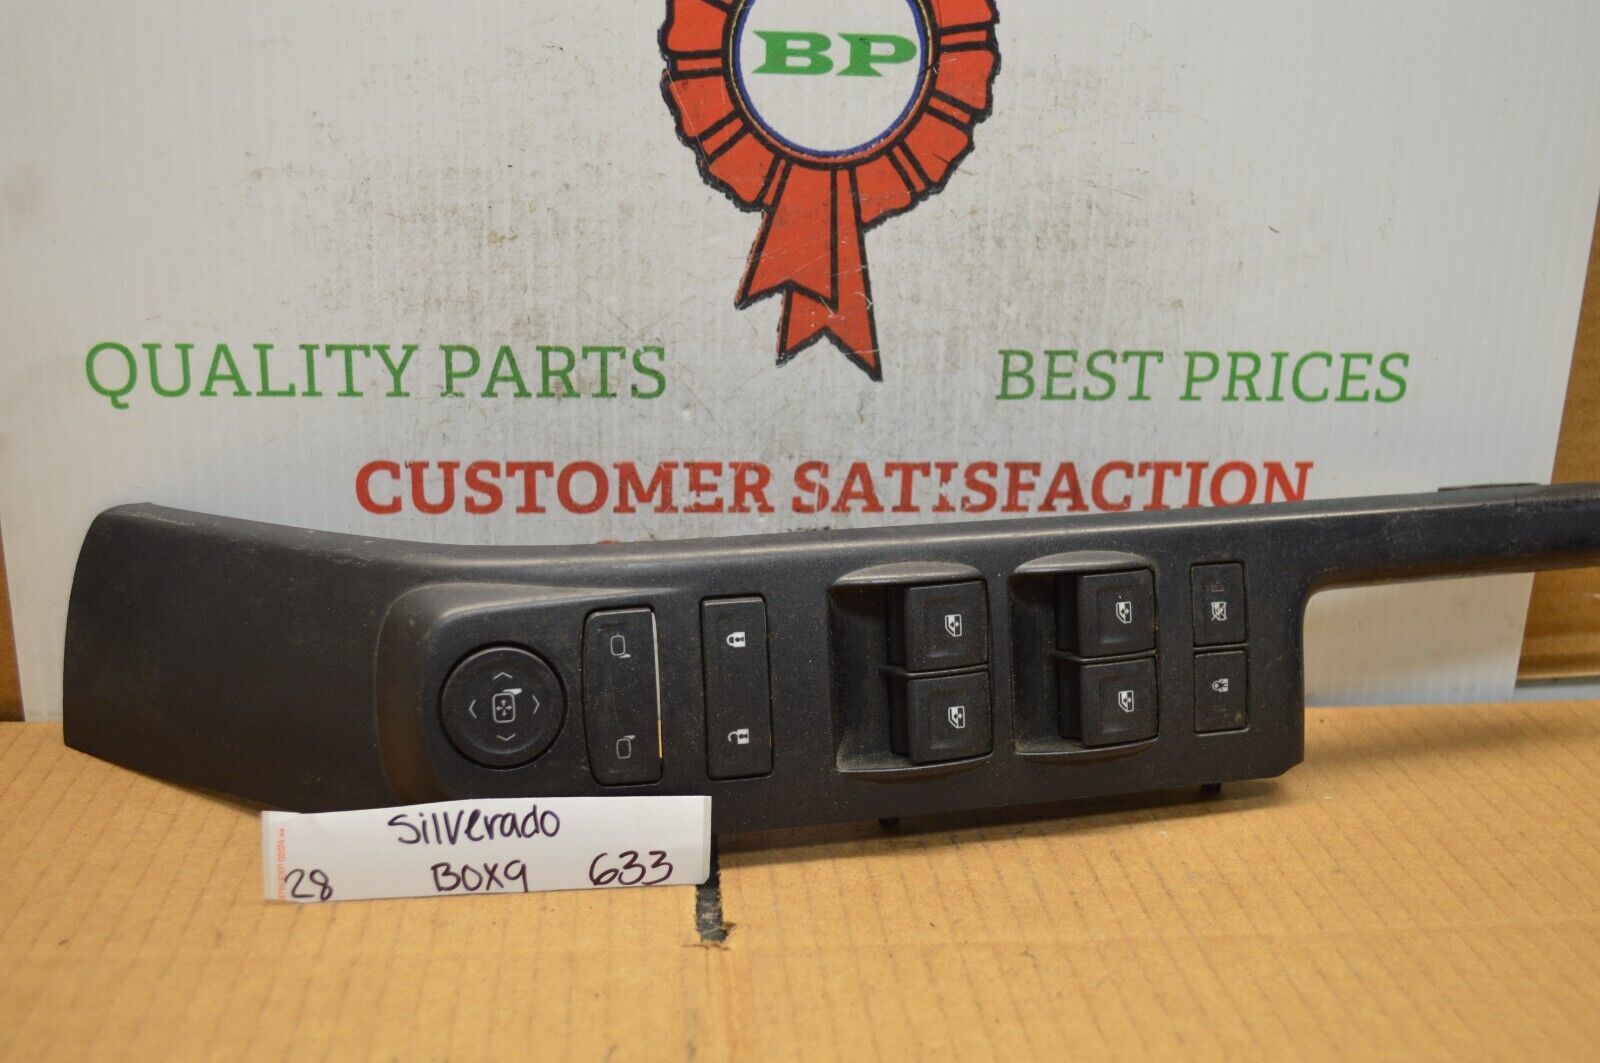 BP
QUALITY PARTS
BEST PRICES
CUSTOMER SATISFACTION
Silverado
28 BOX9 633